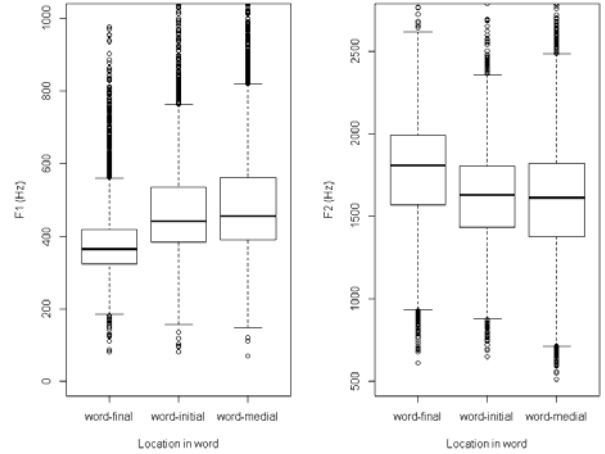 F1 (Hz)
1000
800
600
400
200
0
word-final word-initial word-medial
Location in word
F2 (Hz)
2500
2000
1500
1000
500
word-final word-initial word-medial
Location in word